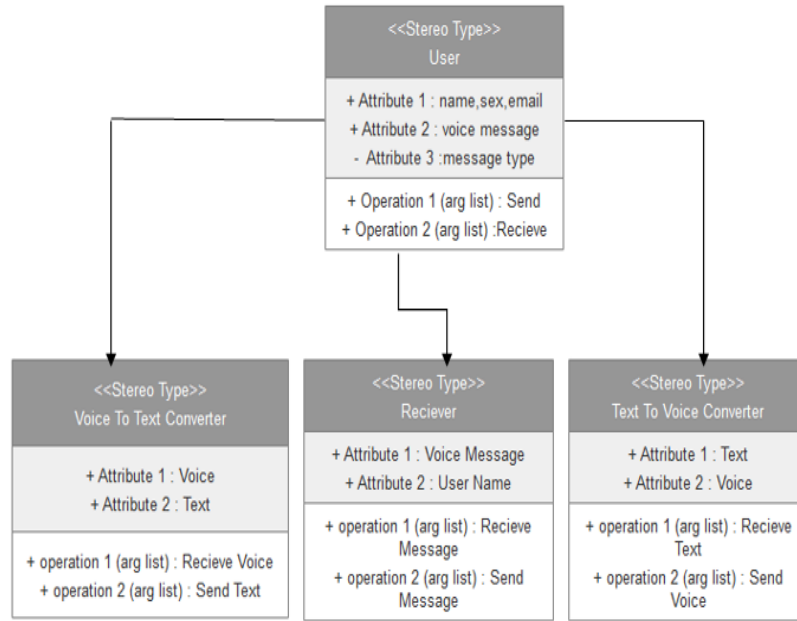 <<Stereo Type>>
User
+ Attribute 1 : name,sex,email
+ Attribute 2 : voice message
- Attribute 3 :message type
+ Operation 1 (arg list) : Send
+ Operation 2 (arg list) :Recieve
<<Stereo Type>>
Voice To Text Converter
+ Attribute 1 : Voice
+ Attribute 2 : Text
+ operation 1 (arg list) : Recieve Voice
+ operation 2 (arg list) : Send Text
<<Stereo Type>>
Reciever
+ Attribute 1 : Voice Message
+ Attribute 2 : User Name
+ operation 1 (arg list) : Recieve
Message
+ operation 2 (arg list) : Send
Message
<<Stereo Type>>
Text To Voice Converter
+ Attribute 1 : Text
+ Attribute 2 : Voice
+ operation 1 (arg list) : Recieve
Text
+ operation 2 (arg list) : Send
Voice